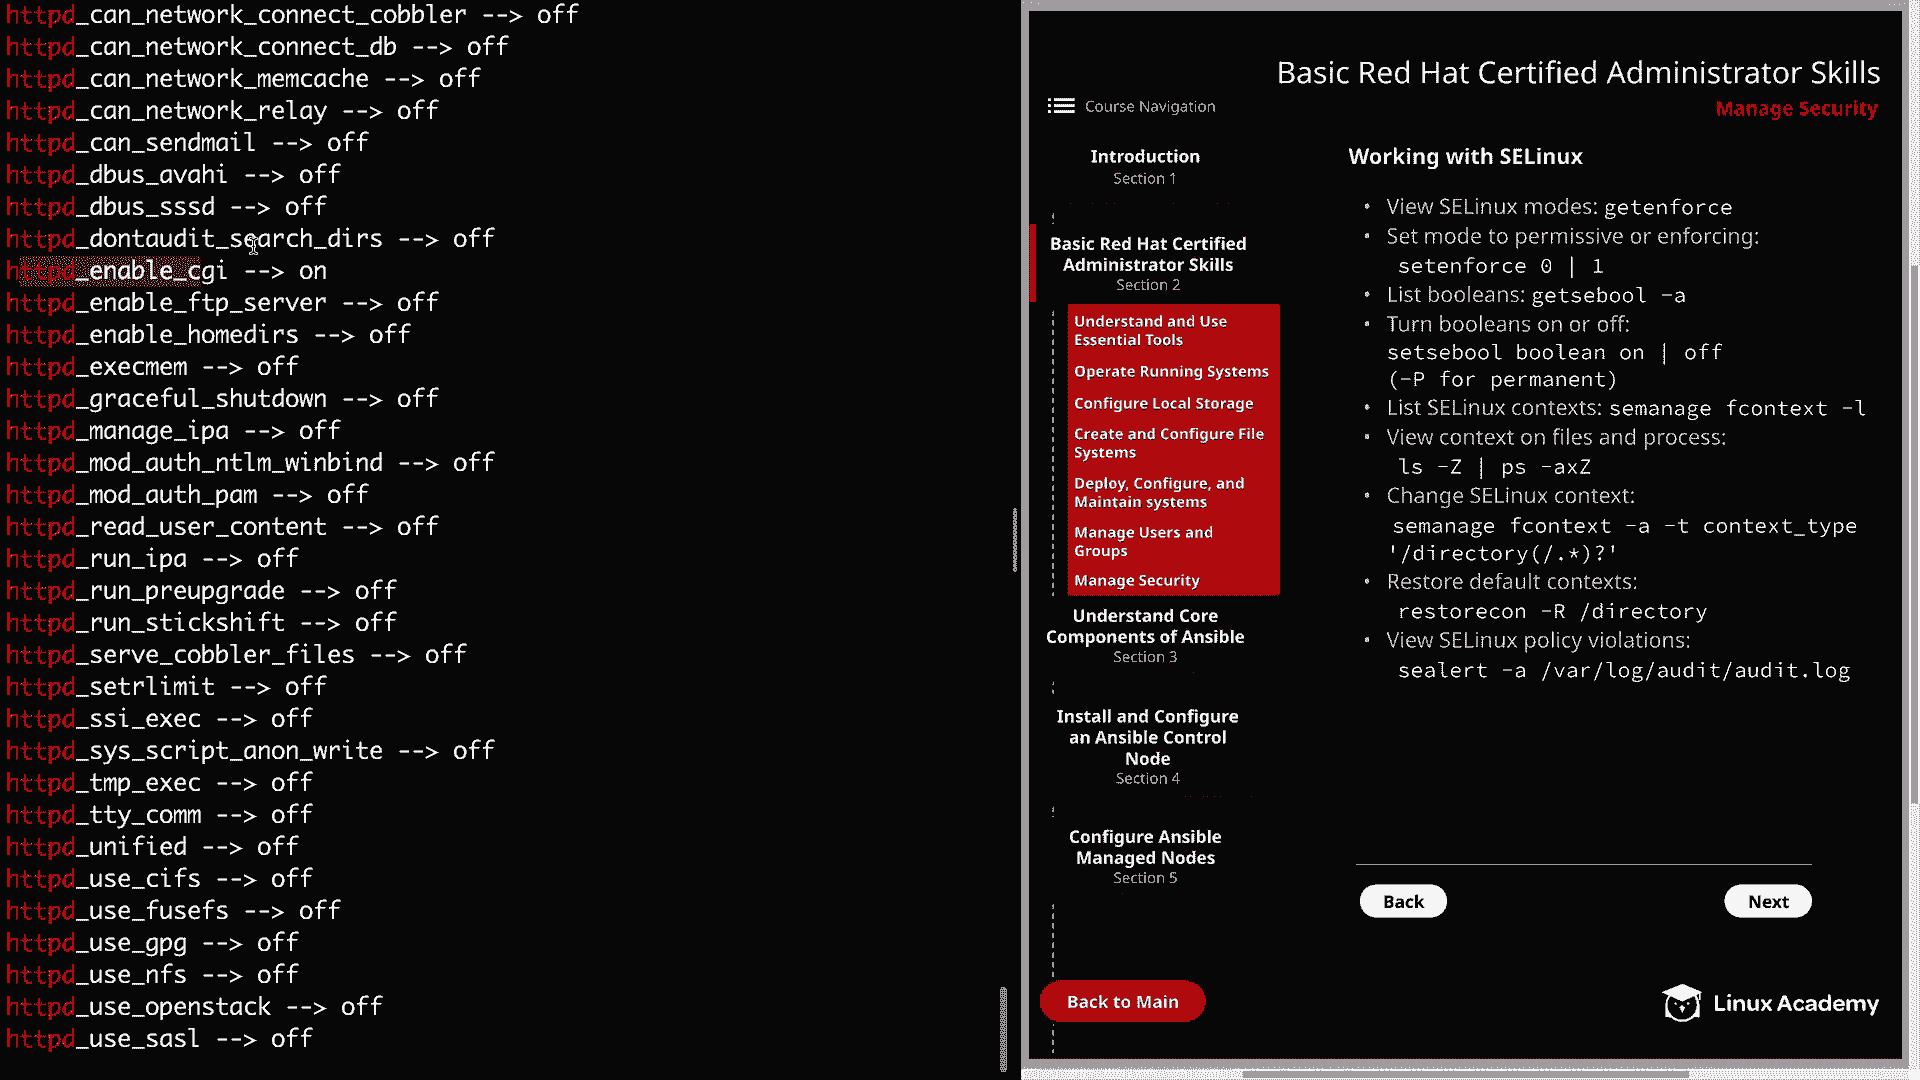 httpd_can_network_connect_cobbler --> off
httpd_can_network_connect_db --> off
httpd_can_network_memcache --> off
httpd_can_network_relay --> off
httpd_can_sendmail --> off
httpd_dbus_avahi --> off
httpd_dbus_sssd --> off
httpd_dontaudit_search_dirs --> off
httpd_enable_cgi --> on
httpd_enable_ftp_server --> off
httpd_enable_homedirs --> off
httpd_execmem --> off
httpd_graceful_shutdown --> off
httpd_manage_ipa --> off
httpd_mod_auth_ntlm_winbind --> off
httpd_mod_auth_pam --> off
httpd_read_user_content --> off
httpd_run_ipa --> off
httpd_run_preupgrade --> off
httpd_run_stickshift --> off
httpd_serve_cobbler_files --> off
httpd_setrlimit --> off
httpd_ssi_exec --> off
httpd_sys_script_anon_write --> off
httpd_tmp_exec --> off
httpd_tty_comm --> off
httpd_unified --> off
httpd_use_cifs --> off
httpd_use_fusefs --> off
httpd_use_gpg --> off
httpd_use_nfs --> off
httpd_use_openstack --> off
httpd_use_sasl --> off
Basic Red Hat Certified Administrator Skills
Manage Security
Course Navigation
Introduction
Section 1
Basic Red Hat Certified
Administrator Skills
Section 2
Understand and Use
Essential Tools
Operate Running Systems
Configure Local Storage
Create and Configure File
Systems
Deploy, Configure, and
Maintain systems
Manage Users and
Groups
Manage Security
Understand Core
Components of Ansible
Section 3
Install and Configure
an Ansible Control
Node
Section 4
Configure Ansible
Managed Nodes
Section 5
Back to Main
Working with SELinux
• View SELinux modes: getenforce
• Set mode to permissive or enforcing:
setenforce 0 | 1
• List booleans: getsebool -a
• Turn booleans on or off:
setsebool boolean on | off
(-P for permanent)
• List SELinux contexts: semanage fcontext -l
• View context on files and process:
ls -Z | ps -axZ
• Change SELinux context:
semanage fcontext -a -t context_type
'/directory(/.*)?'
• Restore default contexts:
restorecon -R /directory
• View SELinux policy violations:
sealert -a /var/log/audit/audit.log
Back
Next
Linux Academy